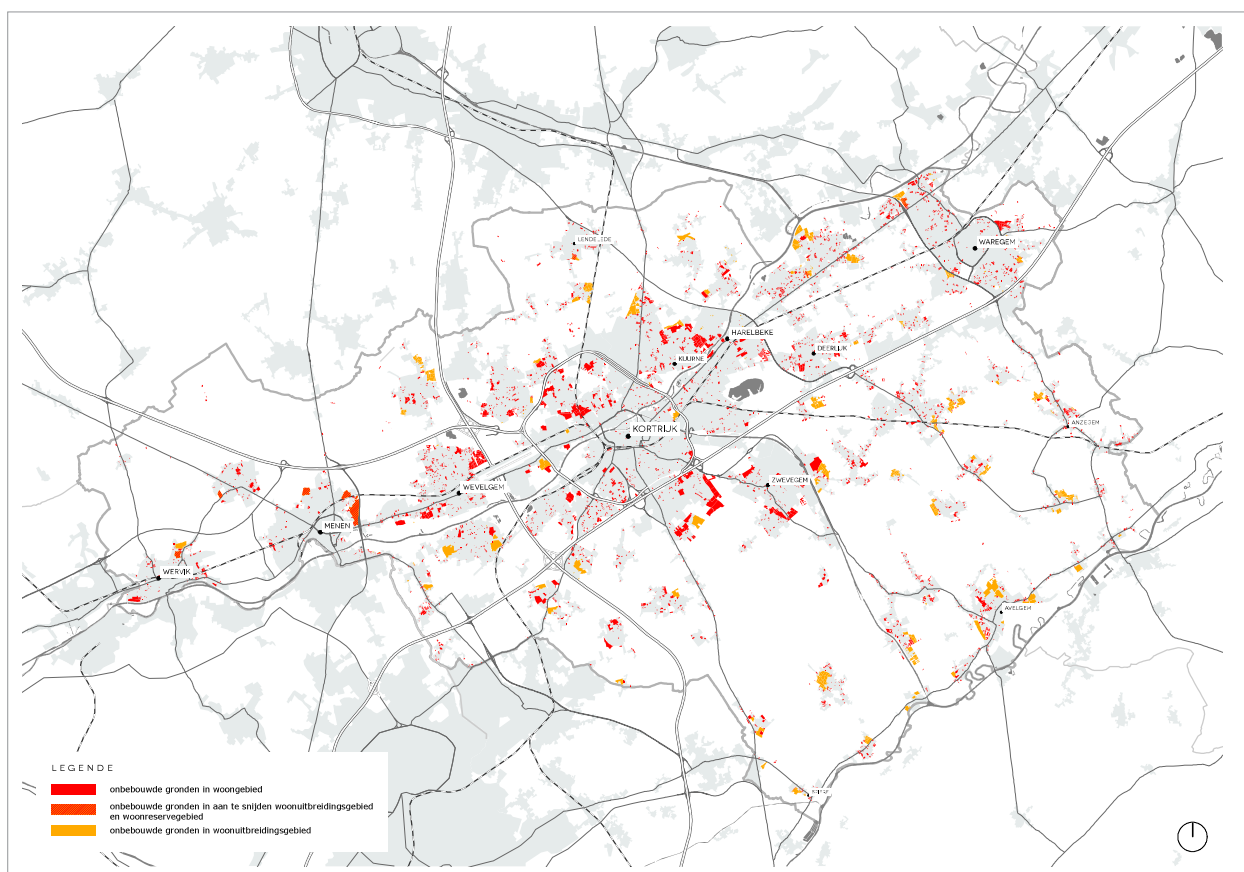 LENDELEDE
WAREGEM
HARELBEKE
DEERLIJK
KUURNE
KORTRIJK
ANZEGEM
ZWEVEGEM
WEVELGEM
MENEN
WERVIK
AVELGEM
LEGENDE
onbebouwde gronden in woongebied
onbebouwde gronden in aan te snijden woonuitbreidingsgebied
en woonreservegebied
onbebouwde gronden in woonuitbreidingsgebied